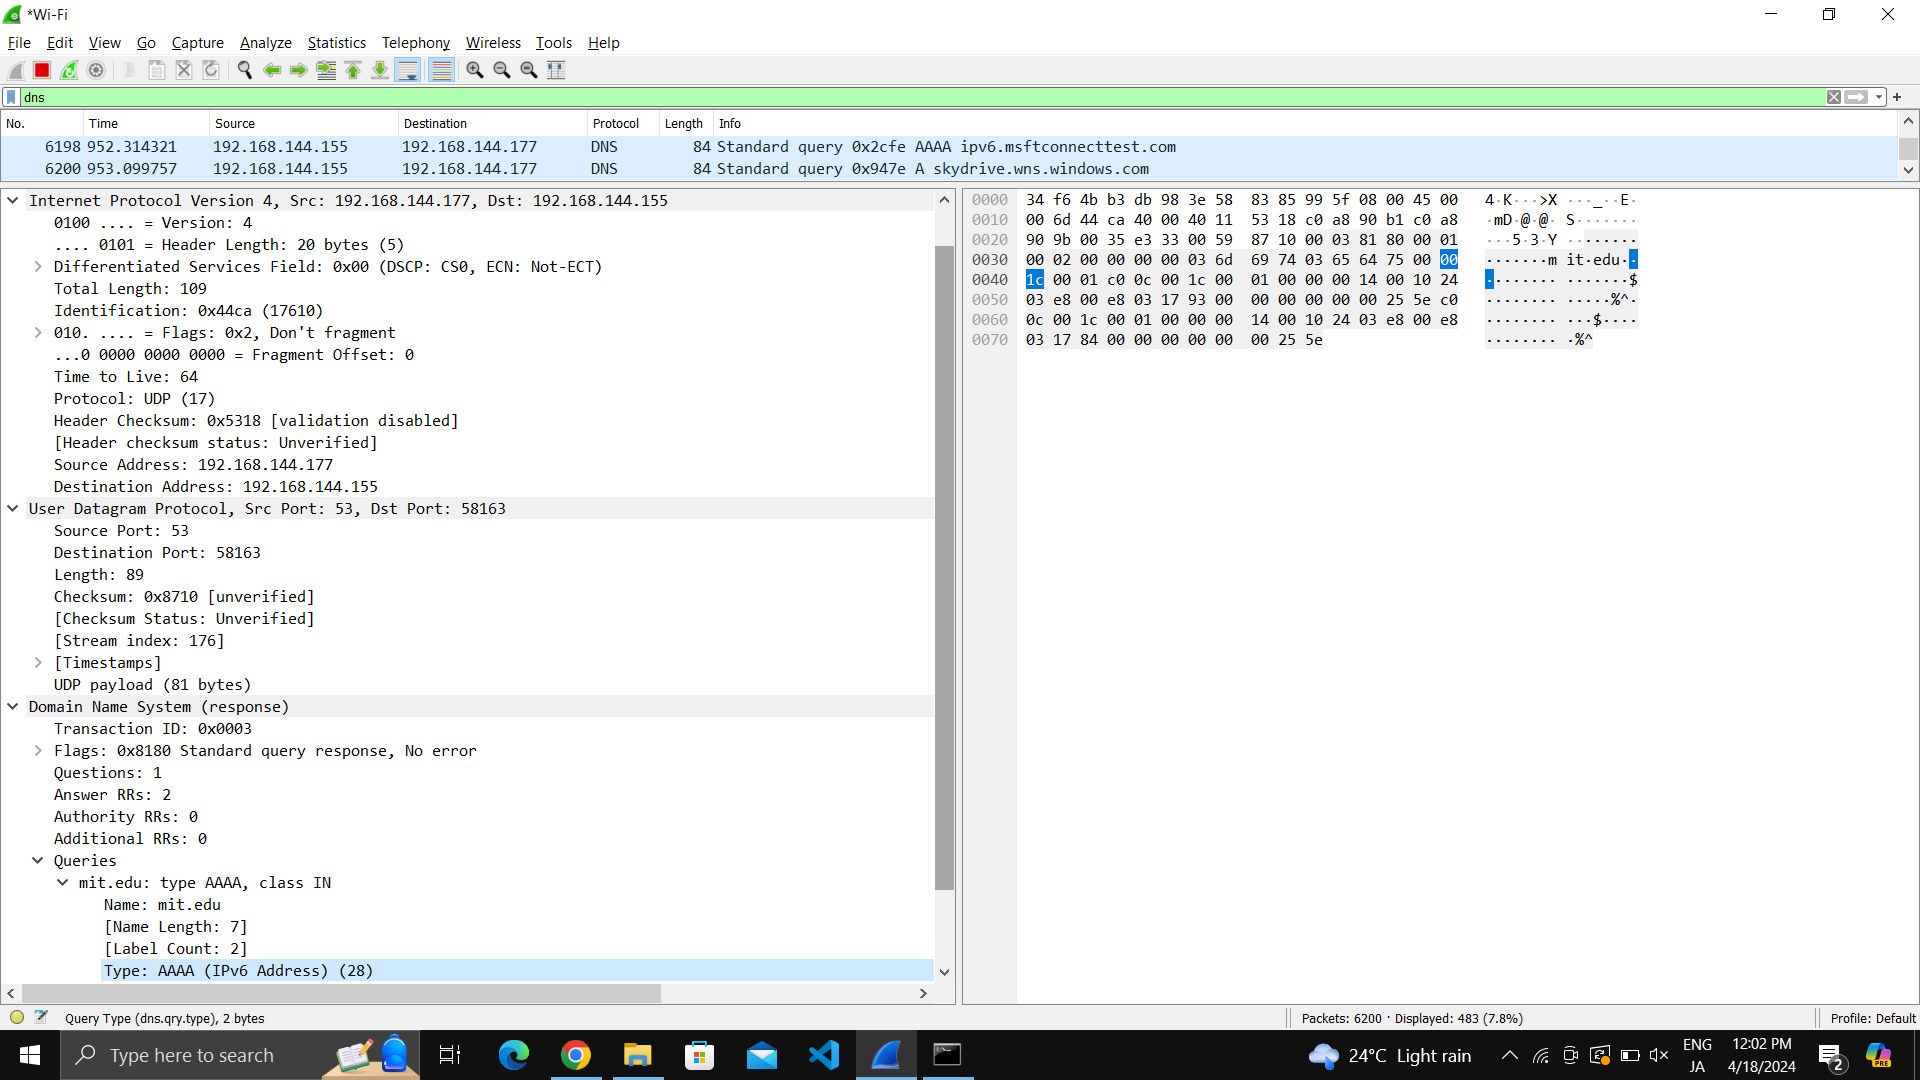 *Wi-Fi
File Edit View Go Capture Analyze Statistics Telephony Wireless Tools Help
dns
No. Time Source Destination Protocol Length Info
6198 952.314321 192.168.144.155 192.168.144.177 DNS 84 Standard query 0x2cfe AAAA ipv6.msftconnecttest.com
6200 953.099757 192.168.144.155 192.168.144.177 DNS 84 Standard query 0x947e A skydrive.wns.windows.com
Internet Protocol Version 4, Src: 192.168.144.177, Dst: 192.168.144.155
0100 .... = Version: 4
.... 0101 = Header Length: 20 bytes (5)
Differentiated Services Field: 0x00 (DSCP: CS0, ECN: Not-ECT)
Total Length: 109
Identification: 0x44ca (17610)
010. .... = Flags: 0x2, Don't fragment
...0 0000 0000 0000 = Fragment Offset: 0
Time to Live: 64
Protocol: UDP (17)
Header Checksum: 0x5318 [validation disabled]
[Header checksum status: Unverified]
Source Address: 192.168.144.177
Destination Address: 192.168.144.155
User Datagram Protocol, Src Port: 53, Dst Port: 58163
Source Port: 53
Destination Port: 58163
Length: 89
Checksum: 0x8710 [unverified]
[Checksum Status: Unverified]
[Stream index: 176]
[Timestamps]
UDP payload (81 bytes)
Domain Name System (response)
Transaction ID: 0x0003
Flags: 0x8180 Standard query response, No error
Questions: 1
Answer RRs: 2
Authority RRs: 0
Additional RRs: 0
Queries
mit.edu: type AAAA, class IN
Name: mit.edu
[Name Length: 7]
[Label Count: 2]
Type: AAAA (IPv6 Address) (28)
0000 34 f6 4b b3 db 98 3e 58 83 85 99 5f 08 00 45 00 4·K···>X ···_··E·
0010 00 6d 44 ca 40 00 40 11 53 18 c0 a8 90 b1 c0 a8 ·mD·@·@· S·······
0020 90 9b 00 35 e3 33 00 59 87 10 00 03 81 80 00 01 ···5·3·Y ········
0030 00 02 00 00 00 00 03 6d 69 74 03 65 64 75 00 00 ·······m it·edu··
0040 1c 00 01 c0 0c 00 1c 00 01 00 00 00 14 00 10 24 ········ ·······$
0050 03 e8 00 e8 03 17 93 00 00 00 00 00 00 25 5e c0 ········ ·····%^·
0060 0c 00 1c 00 01 00 00 00 14 00 10 24 03 e8 00 e8 ········ ···$····
0070 03 17 84 00 00 00 00 00 00 25 5e ········ ·%^
Query Type (dns.qry.type), 2 bytes
Packets: 6200 · Displayed: 483 (7.8%)
Profile: Default
Type here to search
24°C Light rain
ENG
JA
12:02 PM
4/18/2024
2
PRE